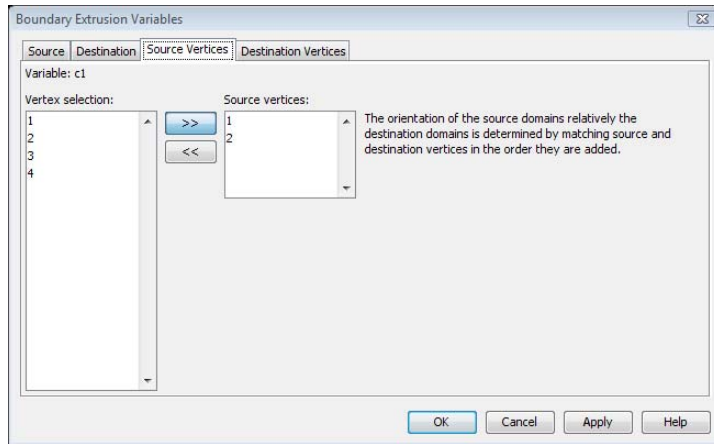 Boundary Extrusion Variables
Source Destination Source Vertices Destination Vertices
Variable: c1
Vertex selection:
1
2
3
4
>>
<<
Source vertices:
1
2
The orientation of the source domains relatively the
destination domains is determined by matching source and
destination vertices in the order they are added.
OK Cancel Apply Help